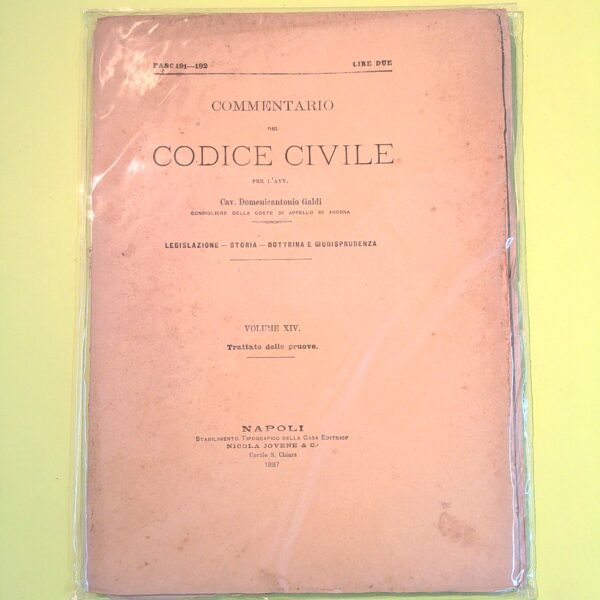 FASC 191—192 LIRE DUE
COMMENTARIO
DEL
CODICE CIVILE
PER L'AVV.
Cav. Domenicantonio Galdi
CONSIGLIERE DELLA CORTE DI APPELLO DI ANCONA
LEGISLAZIONE — STORIA — DOTTRINA E GIURISPRUDENZA
VOLUME XIV.
Trattato delle pruove.
NAPOLI
STABILIMENTO TIPOGRAFICO DELLA CASA EDITRICE
NICOLA JOVENE & C.
Cortile S. Chiara
1887